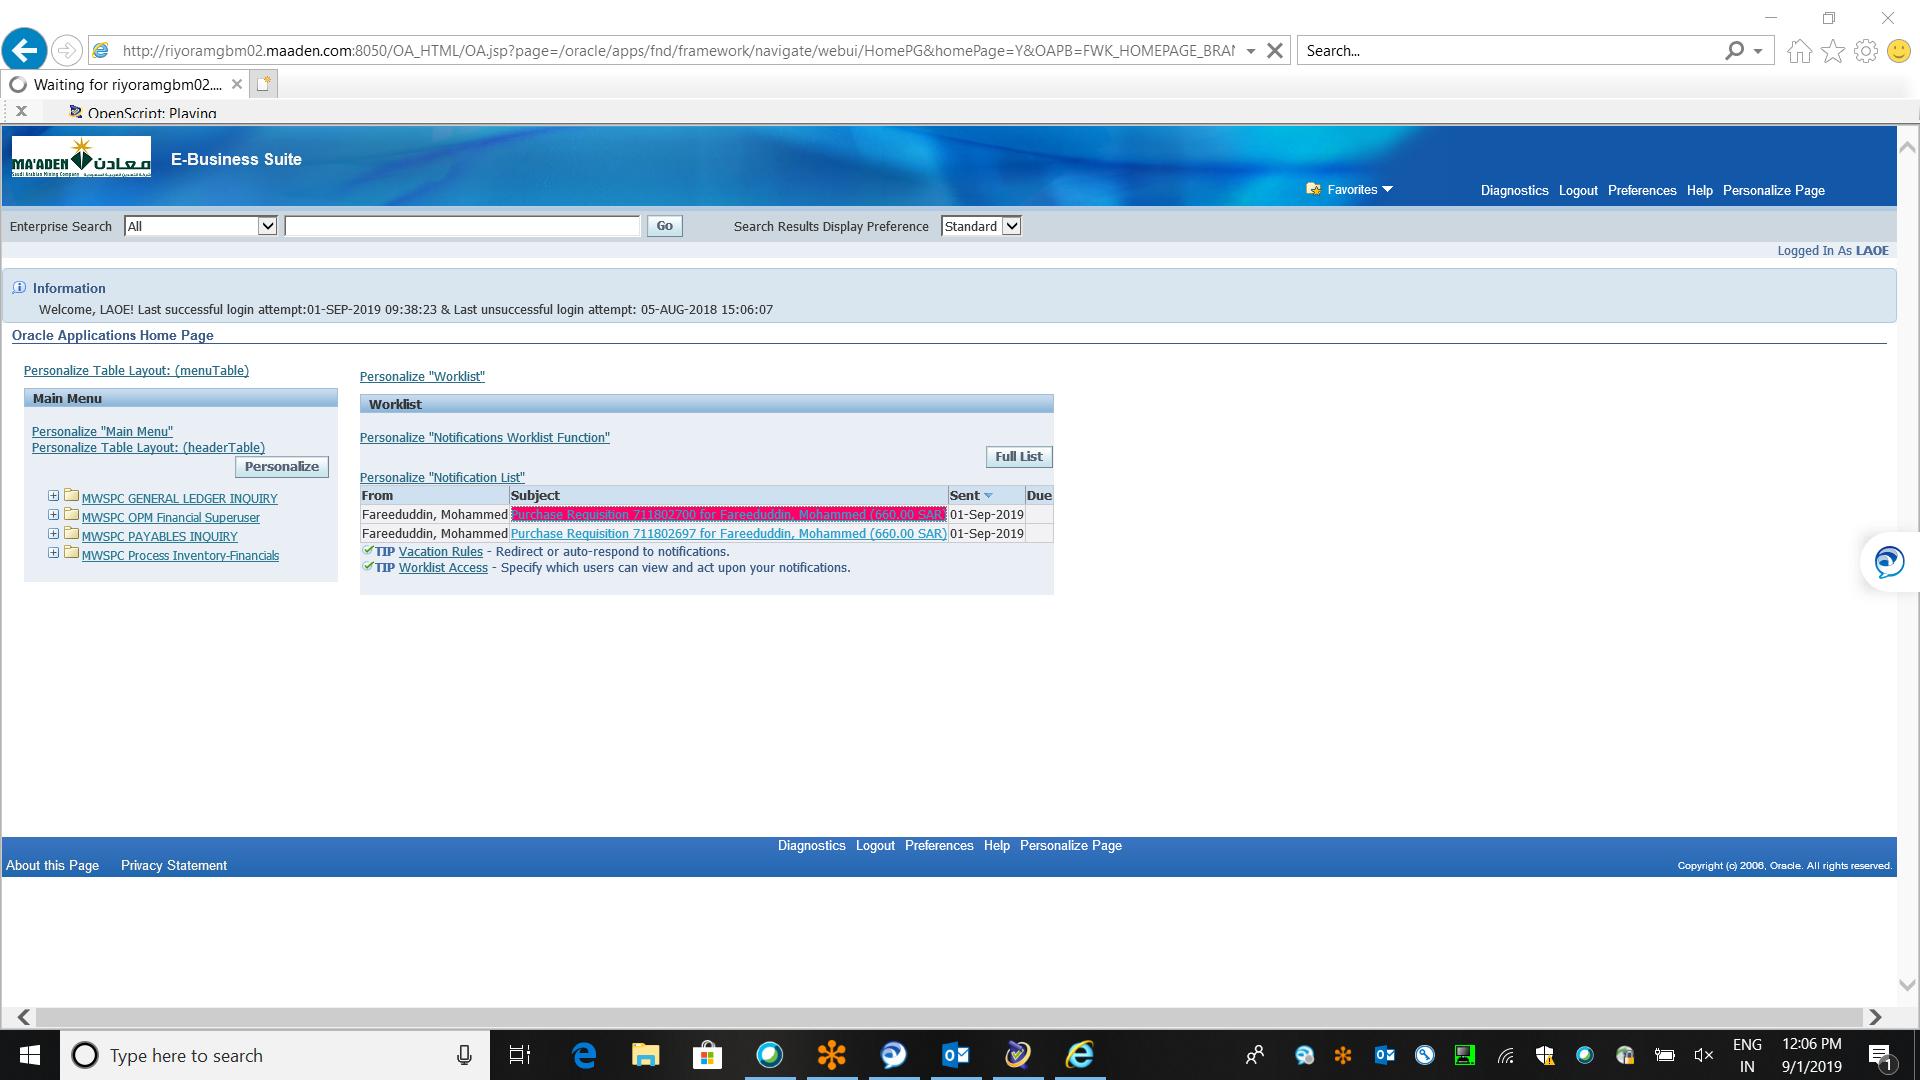 http://riyoramgbm02.maaden.com:8050/OA_HTML/OA.jsp?page=/oracle/apps/fnd/framework/navigate/webui/HomePG&homePage=Y&OAPB=FWK_HOMEPAGE_BRAN
Search...
Waiting for riyoramgbm02....
OpenScript: Playing
MA'ADEN معادن
Saudi Arabian Mining Company
E-Business Suite
Favorites
Diagnostics Logout Preferences Help Personalize Page
Enterprise Search All Go Search Results Display Preference Standard
Logged In As LAOE
Information
Welcome, LAOE! Last successful login attempt:01-SEP-2019 09:38:23 & Last unsuccessful login attempt: 05-AUG-2018 15:06:07
Oracle Applications Home Page
Personalize Table Layout: (menuTable)
Main Menu
Personalize "Main Menu"
Personalize Table Layout: (headerTable)
Personalize
MWSPC GENERAL LEDGER INQUIRY
MWSPC OPM Financial Superuser
MWSPC PAYABLES INQUIRY
MWSPC Process Inventory-Financials
Personalize "Worklist"
Worklist
Personalize "Notifications Worklist Function"
Full List
Personalize "Notification List"
From Subject Sent Due
Fareeduddin, Mohammed Purchase Requisition 711802700 for Fareeduddin, Mohammed (660.00 SAR) 01-Sep-2019
Fareeduddin, Mohammed Purchase Requisition 711802697 for Fareeduddin, Mohammed (660.00 SAR) 01-Sep-2019
TIP Vacation Rules - Redirect or auto-respond to notifications.
TIP Worklist Access - Specify which users can view and act upon your notifications.
Diagnostics Logout Preferences Help Personalize Page
About this Page Privacy Statement
Copyright (c) 2006, Oracle. All rights reserved.
Type here to search
ENG
IN
12:06 PM
9/1/2019
1